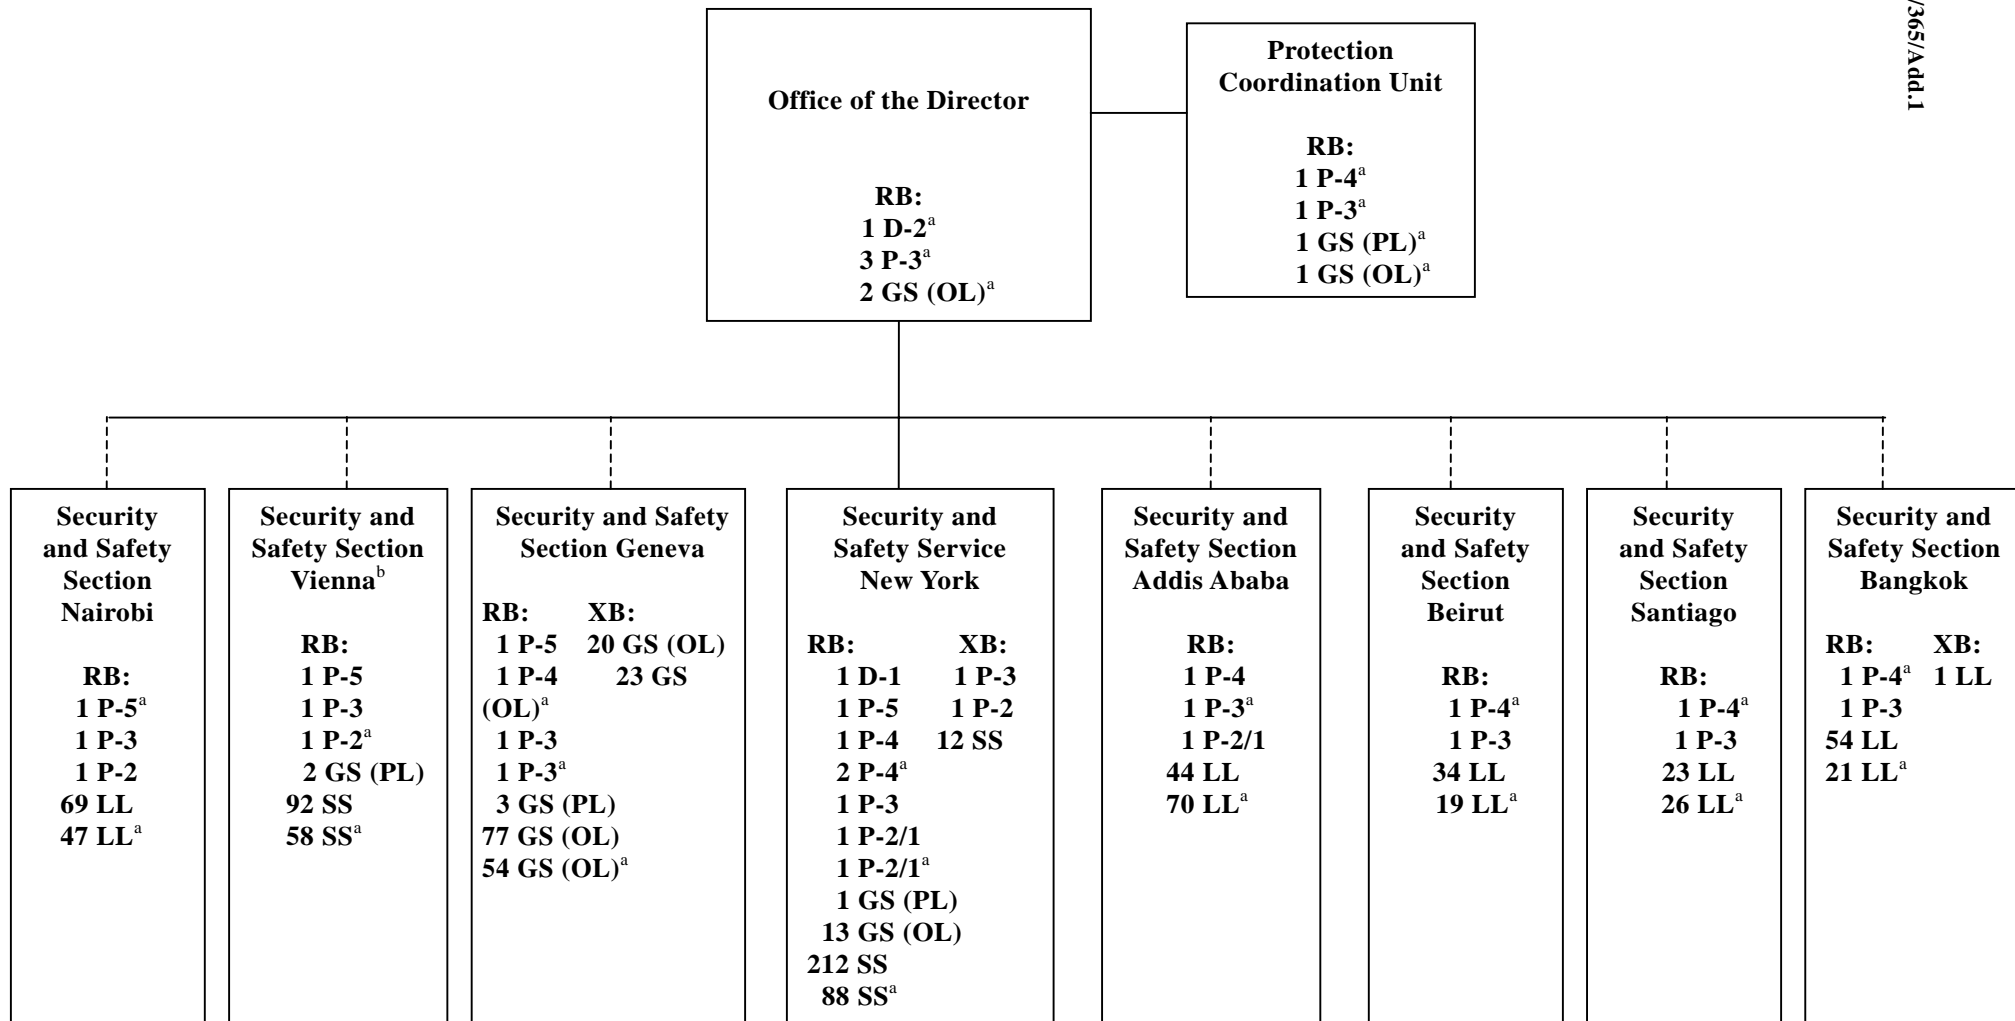 /365/Add.1
Office of the Director
RB:
1 D-2a
3 P-3a
2 GS (OL)a
Protection
Coordination Unit
RB:
1 P-4a
1 P-3a
1 GS (PL)a
1 GS (OL)a
Security
and Safety
Section
Nairobi
RB:
1 P-5a
1 P-3
1 P-2
69 LL
47 LLa
Security and
Safety Section
Viennab
RB:
1 P-5
1 P-3
1 P-2a
2 GS (PL)
92 SS
58 SSa
Security and Safety
Section Geneva
RB: XB:
1 P-5 20 GS (OL)
1 P-4 23 GS
(OL)a
1 P-3
1 P-3a
3 GS (PL)
77 GS (OL)
54 GS (OL)a
Security and
Safety Service
New York
RB: XB:
1 D-1 1 P-3
1 P-5 1 P-2
1 P-4 12 SS
2 P-4a
1 P-3
1 P-2/1
1 P-2/1a
1 GS (PL)
13 GS (OL)
212 SS
88 SSa
Security and
Safety Section
Addis Ababa
RB:
1 P-4
1 P-3a
1 P-2/1
44 LL
70 LLa
Security
and Safety
Section
Beirut
RB:
1 P-4a
1 P-3
34 LL
19 LLa
Security
and Safety
Section
Santiago
RB:
1 P-4a
1 P-3
23 LL
26 LLa
Security and
Safety Section
Bangkok
RB: XB:
1 P-4a 1 LL
1 P-3
54 LL
21 LLa